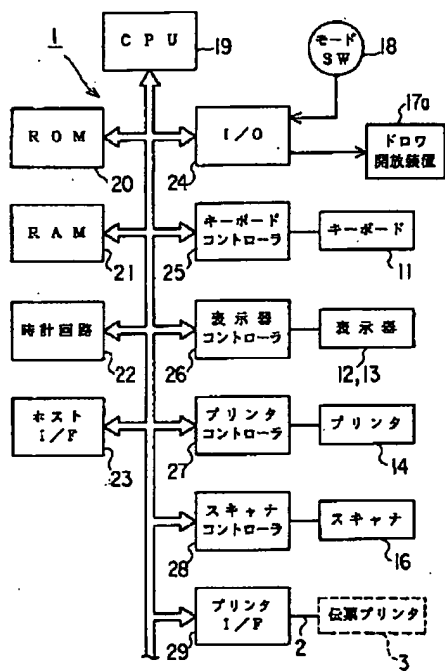 1
CPU
19
モード
SW
18
17a
ROM
20
I/O
24
ドロワ
開放装置
RAM
21
キーボード
コントローラ
25
キーボード
11
時計回路
22
表示器
コントローラ
26
表示器
12,13
ホスト
I/F
23
プリンタ
コントローラ
27
プリンタ
14
スキャナ
コントローラ
28
スキャナ
16
プリンタ
I/F
29
2
伝票プリンタ
3